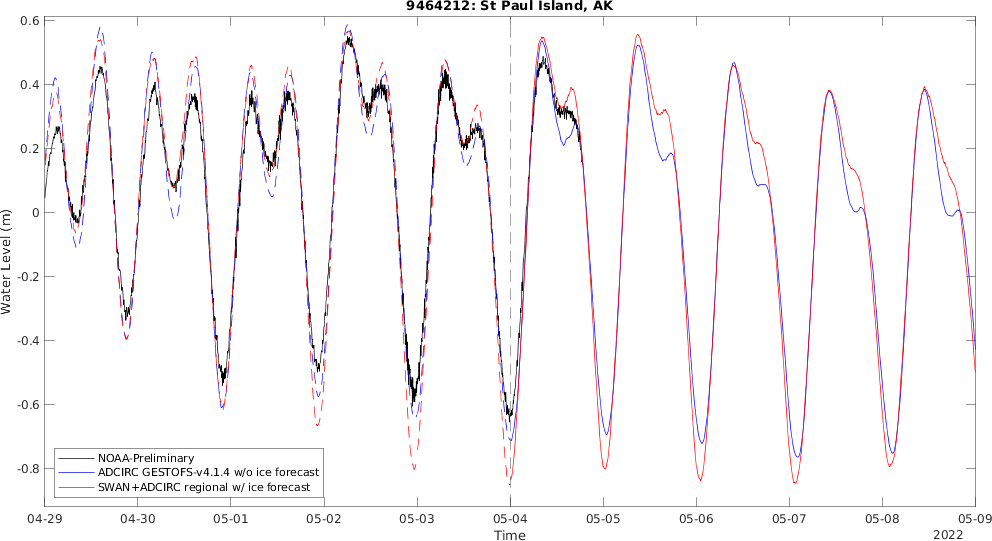 9464212: St Paul Island, AK
Water Level (m)
0.6
0.4
0.2
0
-0.2
-0.4
-0.6
-0.8
NOAA-Preliminary
ADCIRC GESTOFS-v4.1.4 w/o ice forecast
SWAN+ADCIRC regional w/ ice forecast
04-29 04-30 05-01 05-02 05-03 05-04 05-05 05-06 05-07 05-08 05-09
Time
2022